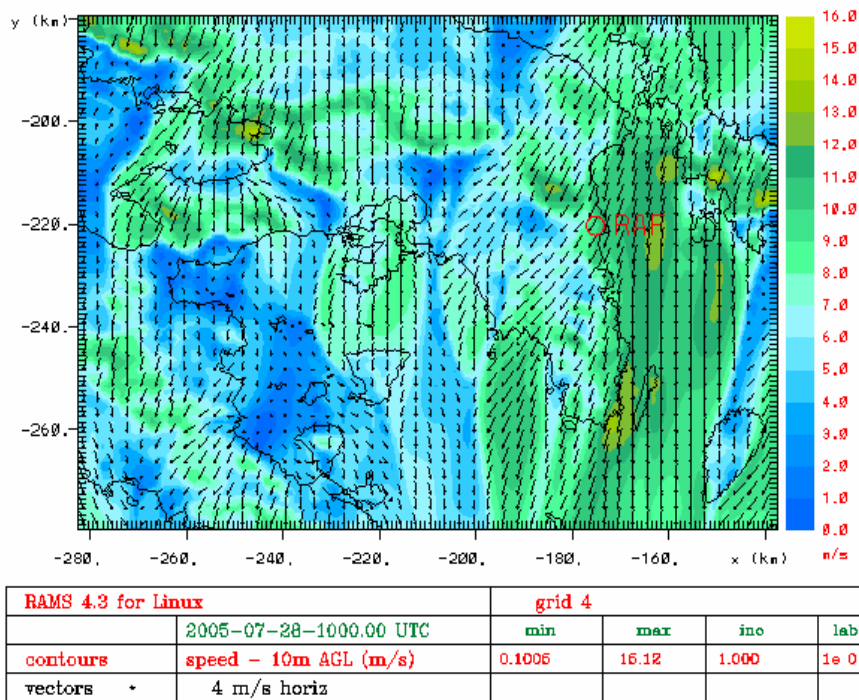 y (km)
-200.
-220.
-240.
-260.
-280. -260. -240. -220. -200. -180. -160. x (km)
RAF
16.0
15.0
14.0
13.0
12.0
11.0
10.0
9.0
8.0
7.0
6.0
5.0
4.0
3.0
2.0
1.0
0.0
m/s
RAMS 4.3 for Linux grid 4
2005-07-28-1000.00 UTC min max inc lab
contours speed - 10m AGL (m/s) 0.1006 15.12 1.000 1e 0
vectors 4 m/s horiz